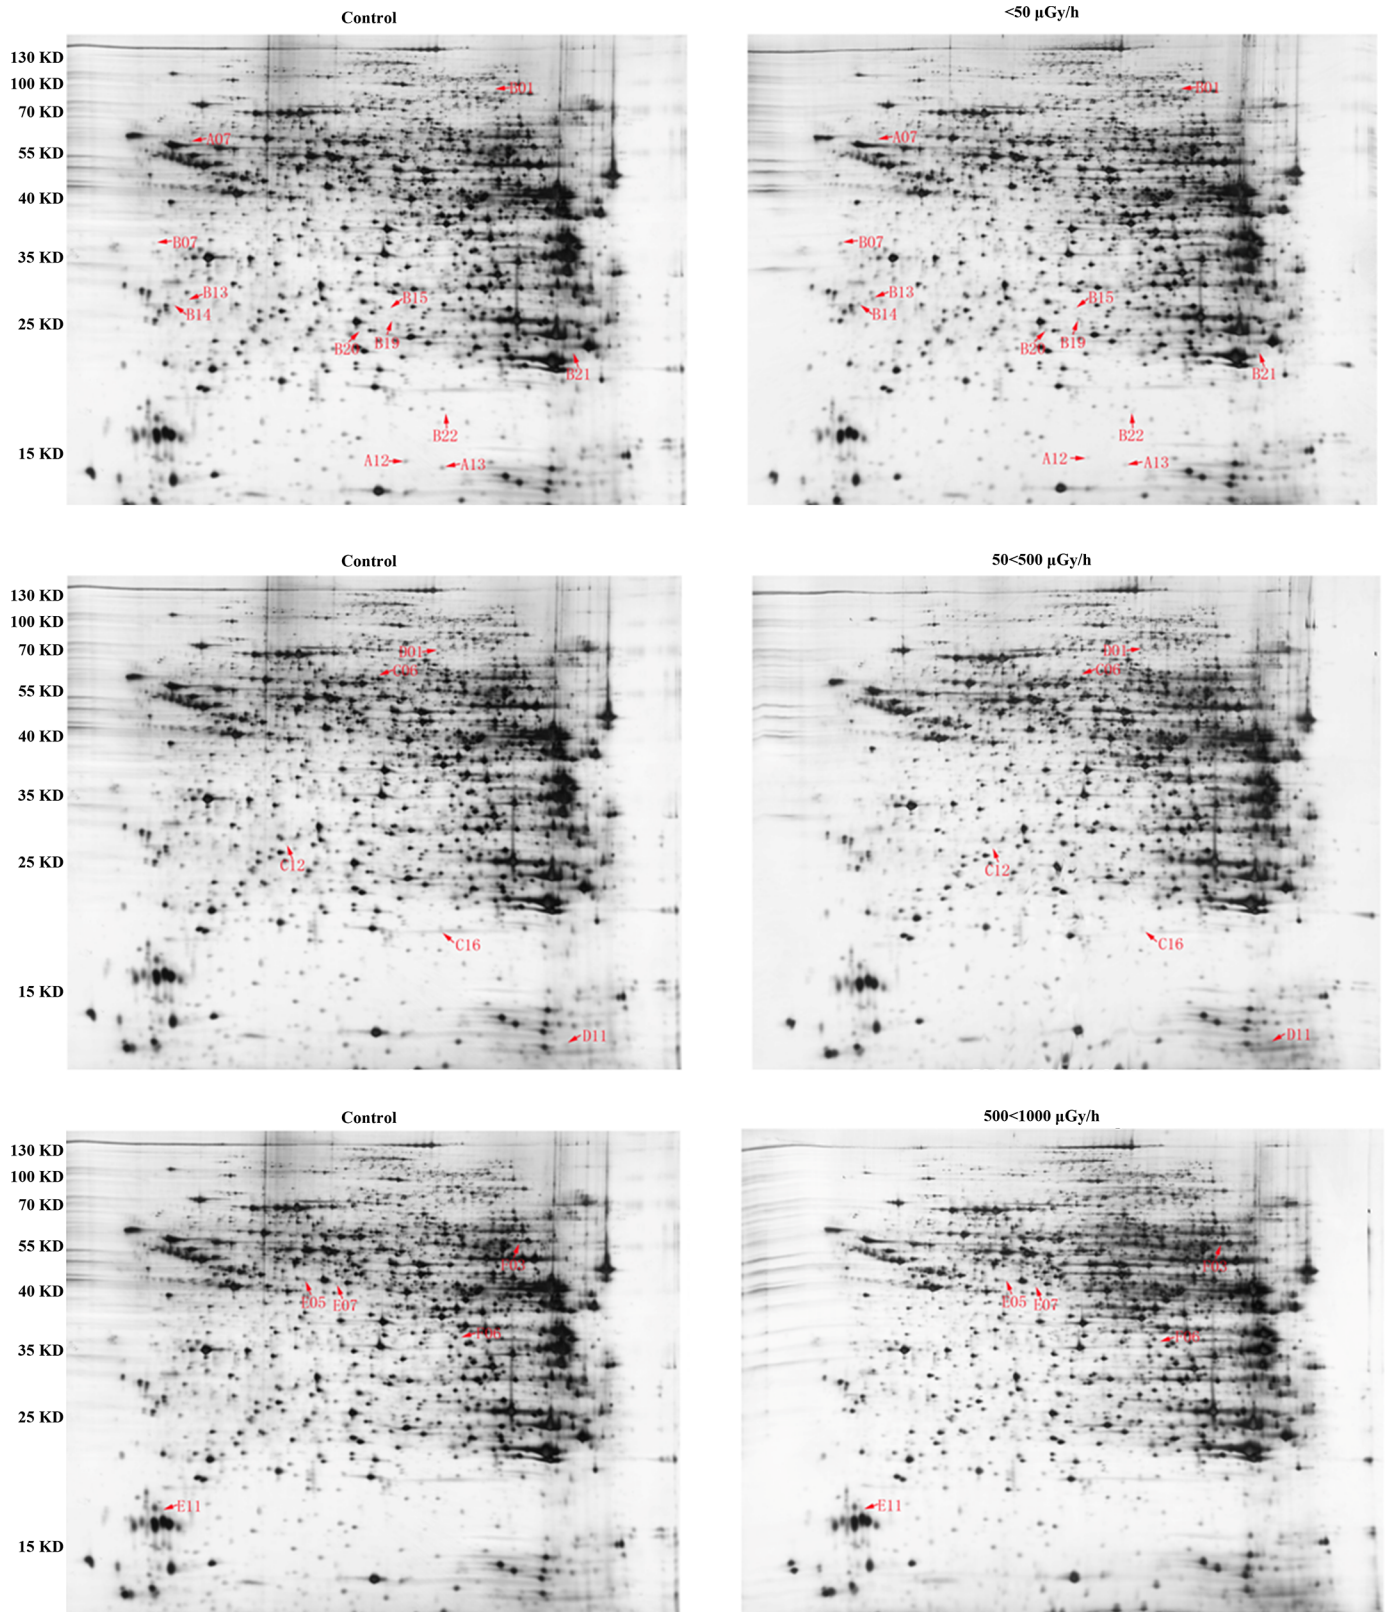 Control
<50 μGy/h
130 KD
100 KD
70 KD
55 KD
40 KD
35 KD
25 KD
15 KD
B01
A07
B07
B13
B14
B15
B20
B19
B21
B22
A12
A13
B01
A07
B07
B13
B14
B15
B20
B19
B21
B22
A12
A13
Control
50<500 μGy/h
130 KD
100 KD
70 KD
55 KD
40 KD
35 KD
25 KD
15 KD
D01
C06
C12
C16
D11
D01
C06
C12
C16
D11
Control
500<1000 μGy/h
130 KD
100 KD
70 KD
55 KD
40 KD
35 KD
25 KD
15 KD
F03
E05
E07
F06
E11
F03
E05
E07
F06
E11